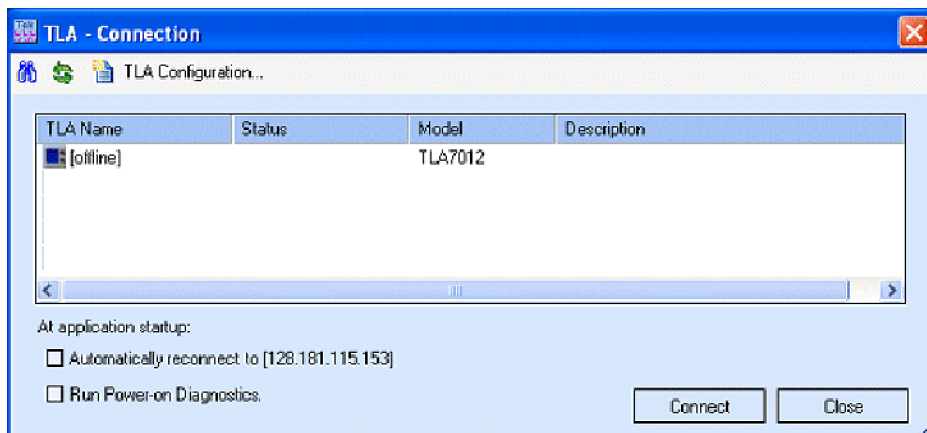 TLA - Connection
TLA Configuration...
TLA Name Status Model Description
[offline] TLA7012
At application startup:
Automatically reconnect to [128.181.115.153]
Run Power-on Diagnostics.
Connect Close